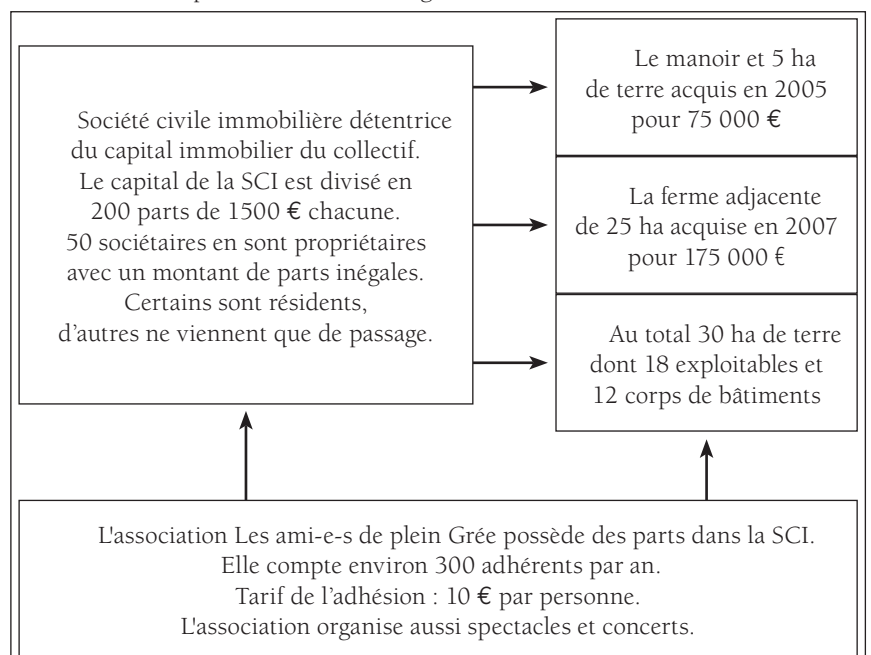 Société civile immobilière détentrice
du capital immobilier du collectif.
Le capital de la SCI est divisé en
200 parts de 1500 € chacune.
50 sociétaires en sont propriétaires
avec un montant de parts inégales.
Certains sont résidents,
d'autres ne viennent que de passage.
Le manoir et 5 ha
de terre acquis en 2005
pour 75 000 €
La ferme adjacente
de 25 ha acquise en 2007
pour 175 000 €
Au total 30 ha de terre
dont 18 exploitables et
12 corps de bâtiments
L'association Les ami-e-s de plein Grée possède des parts dans la SCI.
Elle compte environ 300 adhérents par an.
Tarif de l'adhésion : 10 € par personne.
L'association organise aussi spectacles et concerts.